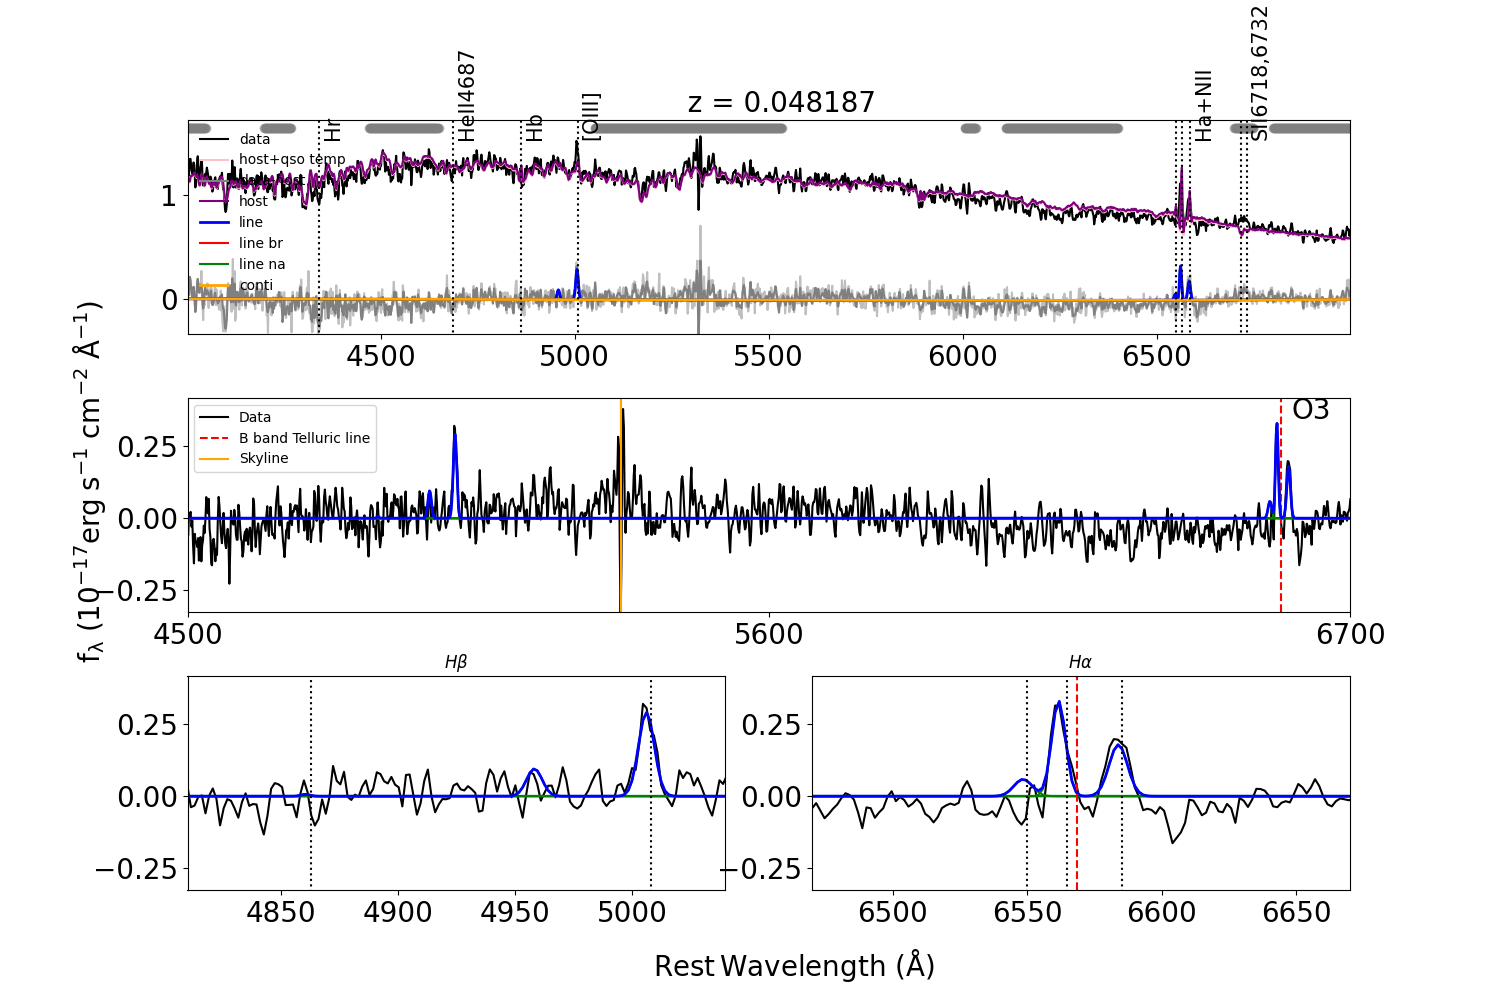 z = 0.048187
Hr
HeII4687
Hb
[OIII]
Ha+NII
SII6718,6732
data
host+qso temp
host
line
line br
line na
conti
1
0
4500
5000
5500
6000
6500
fλ (10⁻¹⁷erg s⁻¹ cm⁻² Å⁻¹)
Data
B band Telluric line
Skyline
O3
0.25
0.00
−0.25
4500
5600
6700
Hβ
0.25
0.00
−0.25
4850
4900
4950
5000
Hα
0.25
0.00
−0.25
6500
6550
6600
6650
Rest Wavelength (Å)